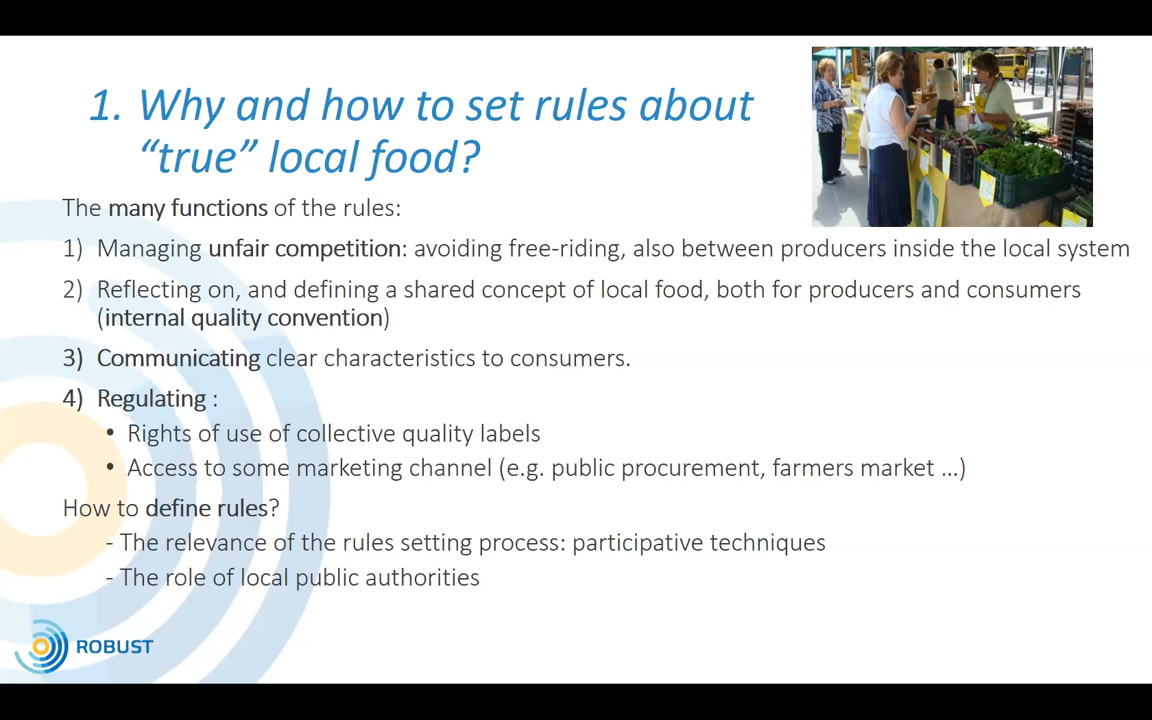 1. Why and how to set rules about
“true” local food?
The many functions of the rules:
1) Managing unfair competition: avoiding free-riding, also between producers inside the local system
2) Reflecting on, and defining a shared concept of local food, both for producers and consumers
(internal quality convention)
3) Communicating clear characteristics to consumers.
4) Regulating :
• Rights of use of collective quality labels
• Access to some marketing channel (e.g. public procurement, farmers market ...)
How to define rules?
- The relevance of the rules setting process: participative techniques
- The role of local public authorities
ROBUST